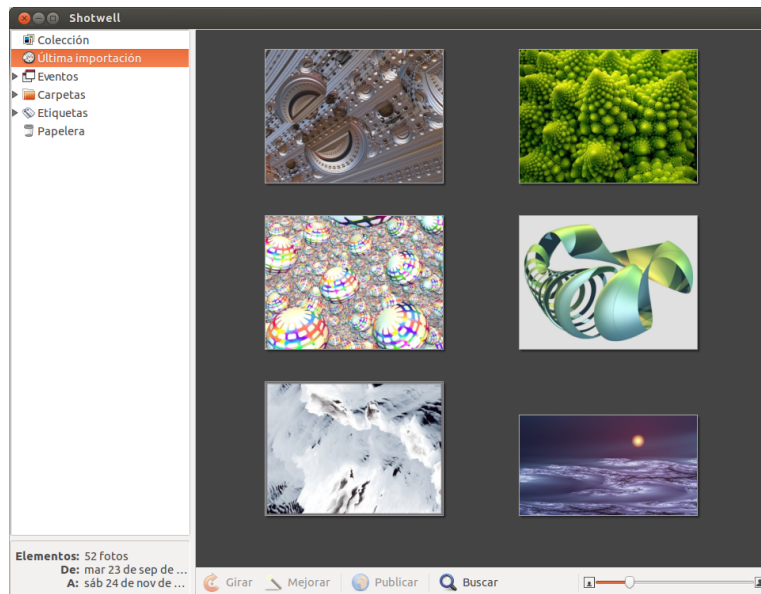 Shotwell
Colección
Última importación
Eventos
Carpetas
Etiquetas
Papelera
Elementos: 52 fotos
De: mar 23 de sep de ...
A: sáb 24 de nov de ...
Girar Mejorar Publicar Buscar